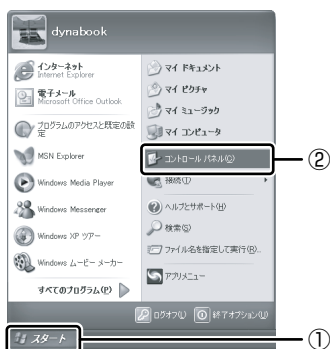 dynabook
インターネット
Internet Explorer
電子メール
Microsoft Office Outlook
プログラムのアクセスと既定の設
定
MSN Explorer
Windows Media Player
Windows Messenger
Windows XP ツアー
Windows ムービー メーカー
すべてのプログラム(P)
マイ ドキュメント
マイ ピクチャ
マイ ミュージック
マイ コンピュータ
コントロール パネル(C)
接続(T)
ヘルプとサポート(H)
検索(S)
ファイル名を指定して実行(R)...
アプリメニュー
ログオフ(L)
終了オプション(U)
スタート
②
①